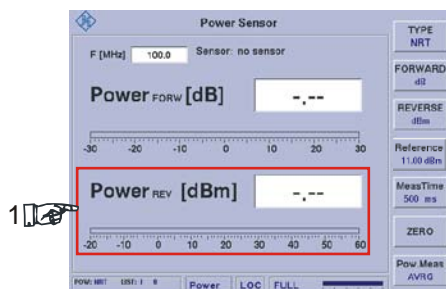 Power Sensor
F [MHz] 100.0 Sensor: no sensor
Power FORW [dB] -.--
-30 -20 -10 0 10 20 30
Power REV [dBm] -.--
-20 -10 0 10 20 30 40 50 60
1
POW: NRT LIST: I 0 Power LOC FULL
TYPE
NRT
FORWARD
dB
REVERSE
dBm
Reference
11.00 dBm
MeasTime
500 ms
ZERO
Pow.Meas
AVRG